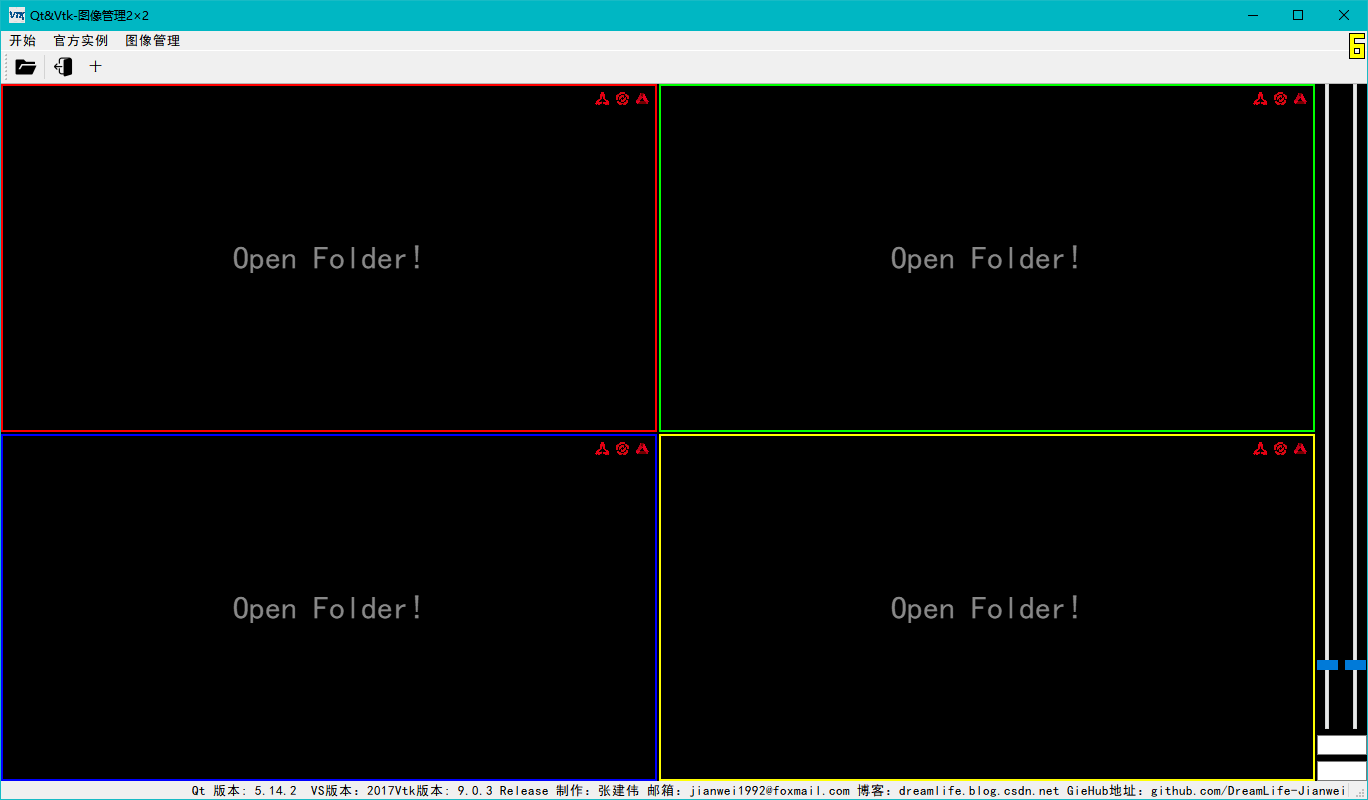 VTK Qt&Vtk-图像管理2×2
开始 官方实例 图像管理
6
Open Folder!
Open Folder!
Open Folder!
Open Folder!
Qt 版本: 5.14.2 VS版本: 2017Vtk版本: 9.0.3 Release 制作: 张建伟 邮箱: jianwei1992@foxmail.com 博客: dreamlife.blog.csdn.net GieHub地址: github.com/DreamLife-Jianwei